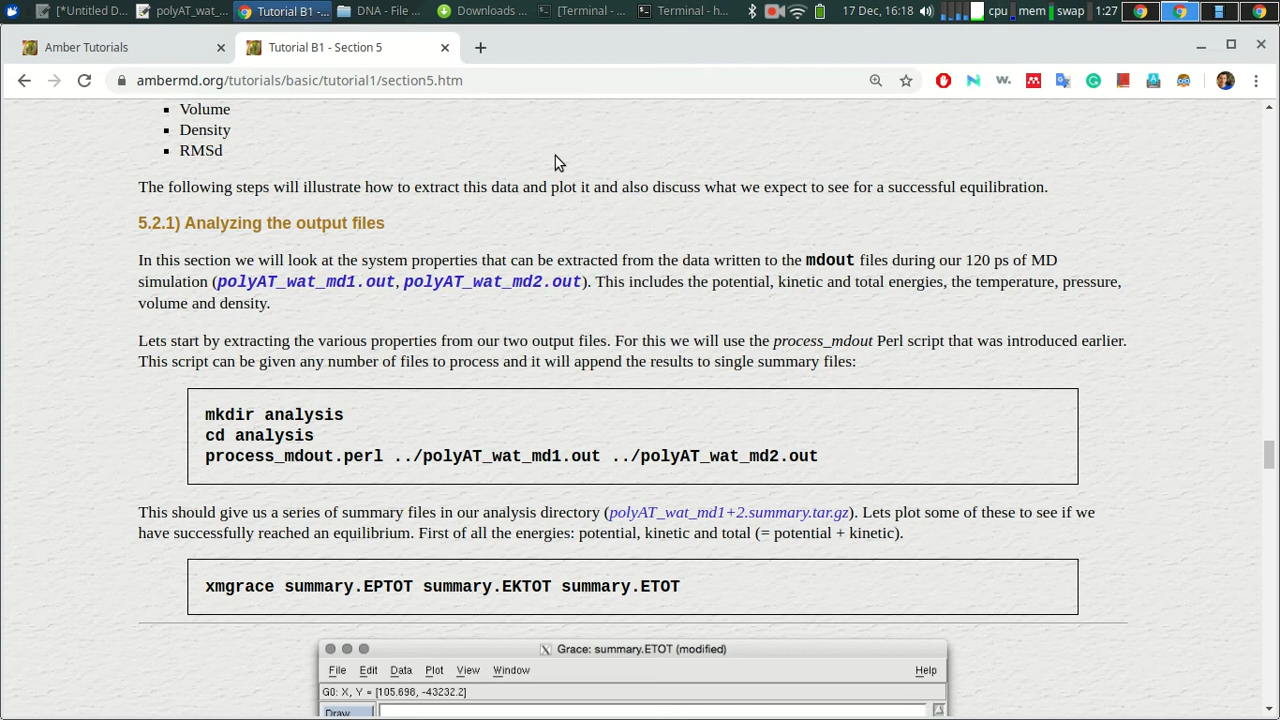 [*Untitled D...
polyAT_wat_...
Tutorial B1 -...
DNA - File ...
Downloads ...
[Terminal - ...
Terminal - h...
17 Dec, 16:18
cpu
mem
swap
1:27
Amber Tutorials
Tutorial B1 - Section 5
ambermd.org/tutorials/basic/tutorial1/section5.htm
Volume
Density
RMSd
The following steps will illustrate how to extract this data and plot it and also discuss what we expect to see for a successful equilibration.
5.2.1) Analyzing the output files
In this section we will look at the system properties that can be extracted from the data written to the mdout files during our 120 ps of MD
simulation (polyAT_wat_md1.out, polyAT_wat_md2.out). This includes the potential, kinetic and total energies, the temperature, pressure,
volume and density.
Lets start by extracting the various properties from our two output files. For this we will use the process_mdout Perl script that was introduced earlier.
This script can be given any number of files to process and it will append the results to single summary files:
mkdir analysis
cd analysis
process_mdout.perl ../polyAT_wat_md1.out ../polyAT_wat_md2.out
This should give us a series of summary files in our analysis directory (polyAT_wat_md1+2.summary.tar.gz). Lets plot some of these to see if we
have successfully reached an equilibrium. First of all the energies: potential, kinetic and total (= potential + kinetic).
xmgrace summary.EPTOT summary.EKTOT summary.ETOT
Grace: summary.ETOT (modified)
File Edit Data Plot View Window Help
G0: X, Y = [105.698, -43232.2]
Draw